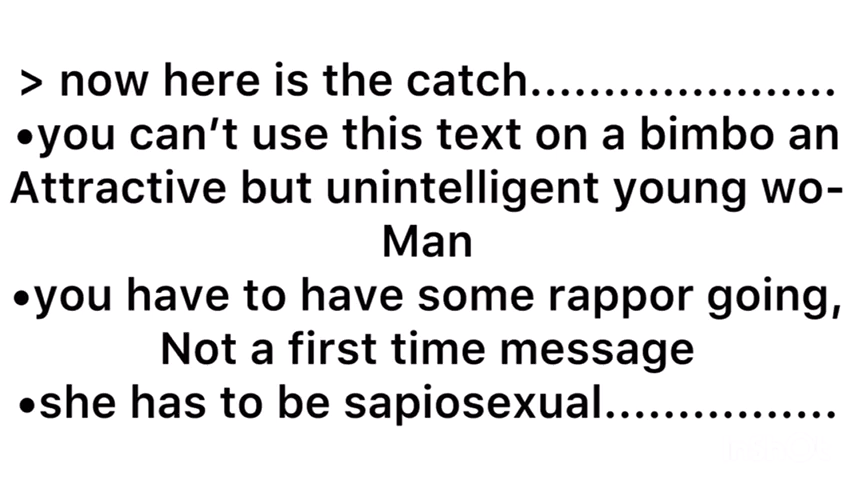 > now here is the catch.....................
•you can’t use this text on a bimbo an
Attractive but unintelligent young wo-
Man
•you have to have some rappor going,
Not a first time message
•she has to be sapiosexual................